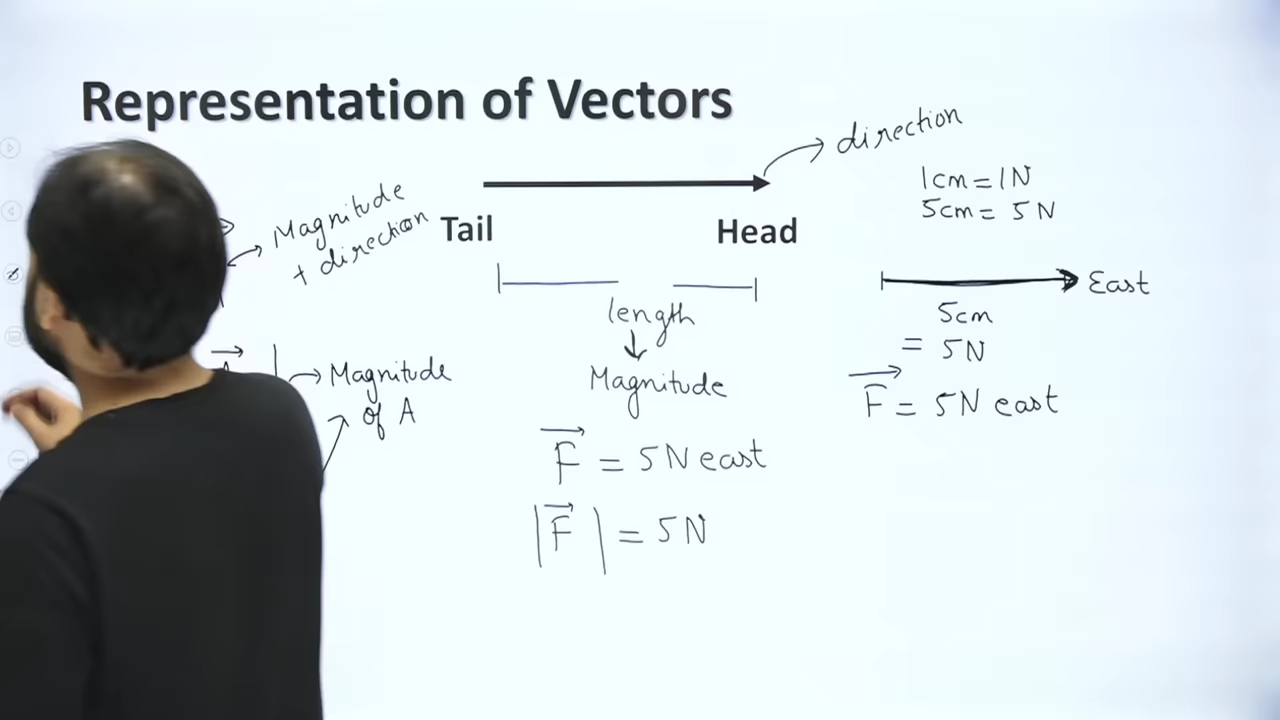 Representation of Vectors
direction
1cm = 1N
5cm = 5N
Magnitude
+ direction
Tail
Head
East
length
5cm
= 5N
Magnitude
of A
Magnitude
F = 5N east
F = 5N east
|F| = 5N